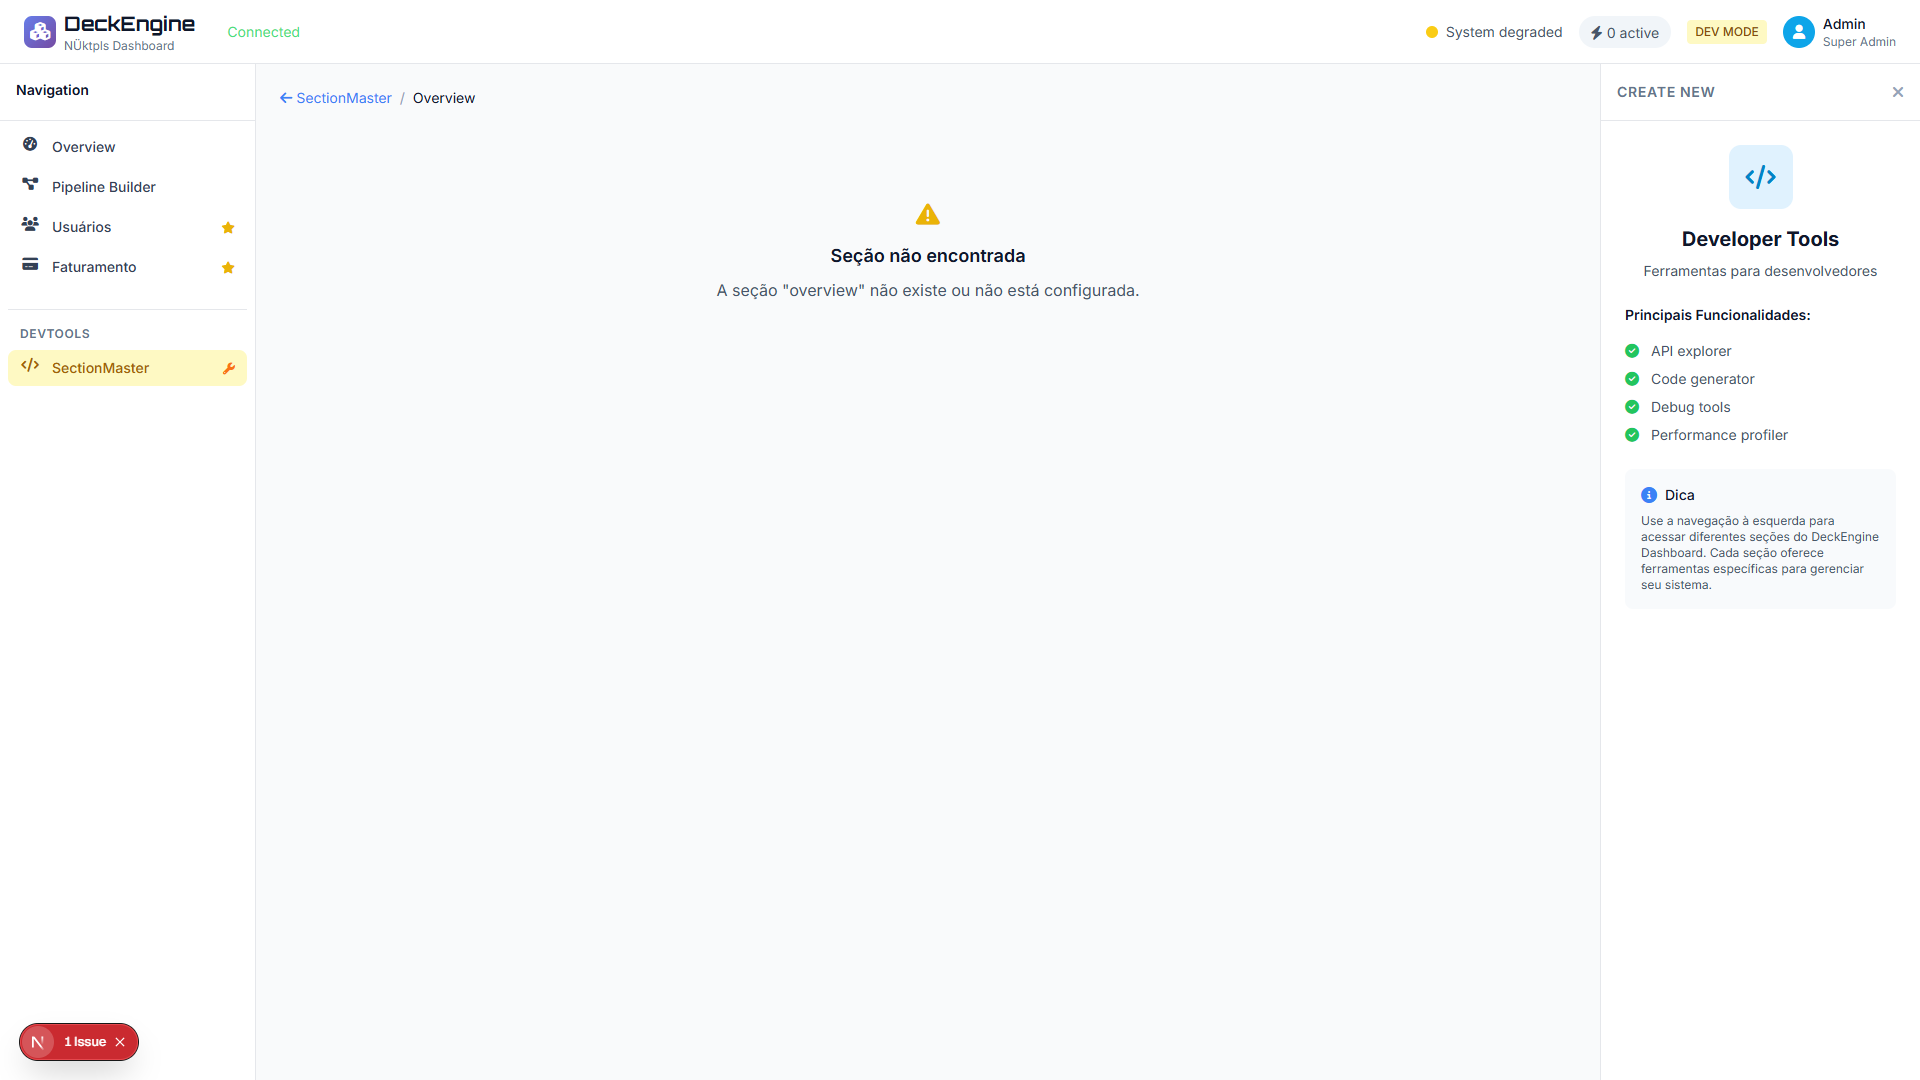 DeckEngine
NÜktpls Dashboard
Connected
System degraded
0 active
DEV MODE
Admin
Super Admin
Navigation
Overview
Pipeline Builder
Usuários
Faturamento
DEVTOOLS
SectionMaster
SectionMaster / Overview
Seção não encontrada
A seção "overview" não existe ou não está configurada.
CREATE NEW
Developer Tools
Ferramentas para desenvolvedores
Principais Funcionalidades:
API explorer
Code generator
Debug tools
Performance profiler
Dica
Use a navegação à esquerda para
acessar diferentes seções do DeckEngine
Dashboard. Cada seção oferece
ferramentas específicas para gerenciar
seu sistema.
N 1 Issue